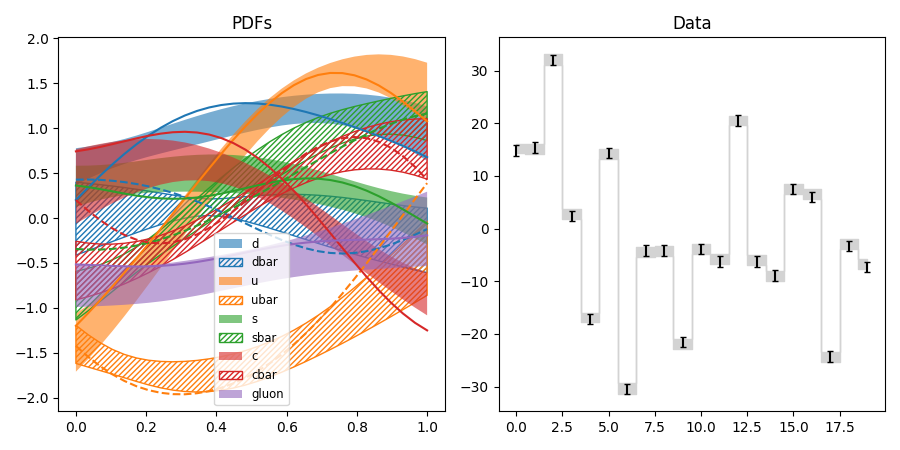 PDFs
2.0
1.5
1.0
0.5
0.0
−0.5
−1.0
−1.5
−2.0
0.0 0.2 0.4 0.6 0.8 1.0
d
dbar
u
ubar
s
sbar
c
cbar
gluon
Data
30
20
10
0
−10
−20
−30
0.0 2.5 5.0 7.5 10.0 12.5 15.0 17.5